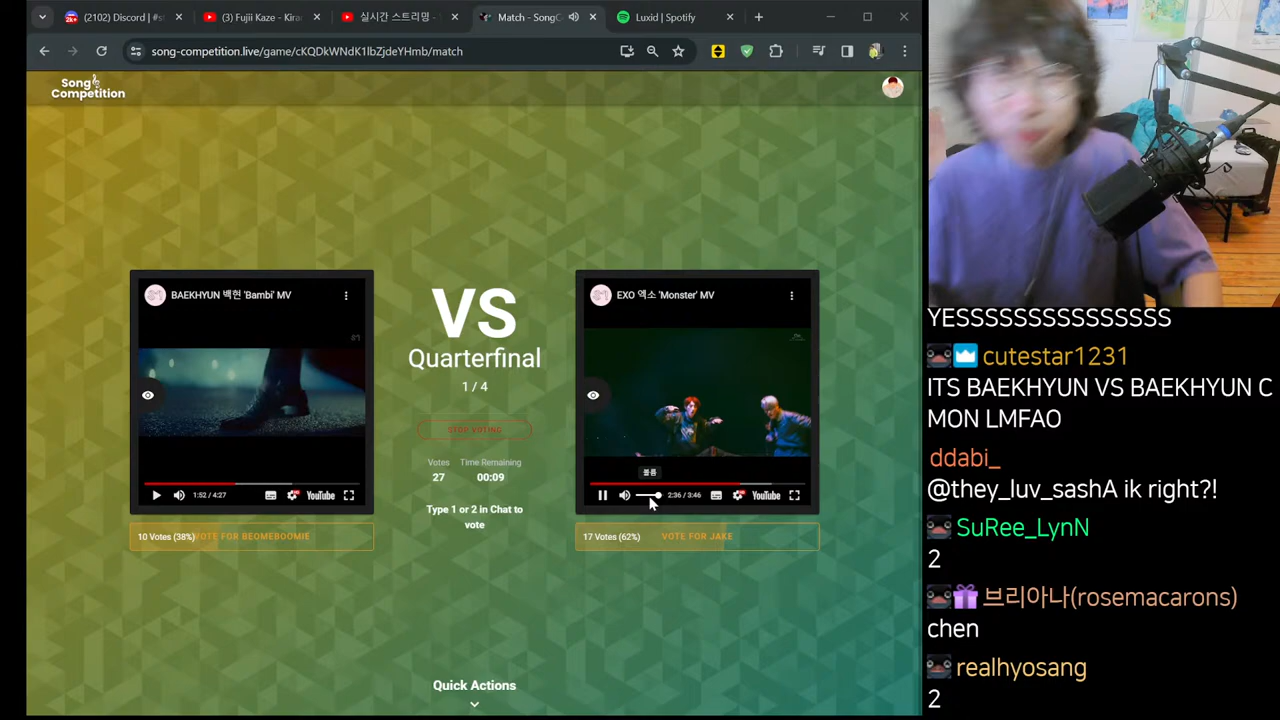 (2102) Discord | #s
(3) Fujii Kaze - Kira
실시간 스트리밍 -
Match - SongC
Luxid | Spotify
song-competition.live/game/cKQDkWNdK1lbZjdeYHmb/match
Song
Competition
BAEKHYUN 백현 'Bambi' MV
1:52 / 4:27
YouTube
10 Votes (38%)
VOTE FOR BEOMEBOOMIE
VS
Quarterfinal
1 / 4
STOP VOTING
Votes
Time Remaining
27
00:09
Type 1 or 2 in Chat to
vote
EXO 엑소 'Monster' MV
볼륨
2:36 / 3:46
YouTube
17 Votes (62%)
VOTE FOR JAKE
Quick Actions
YESSSSSSSSSSSSSSS
cutestar1231
ITS BAEKHYUN VS BAEKHYUN C
MON LMFAO
ddabi_
@they_luv_sashA ik right?!
SuRee_LynN
2
브리아나(rosemacarons)
chen
realhyosang
2